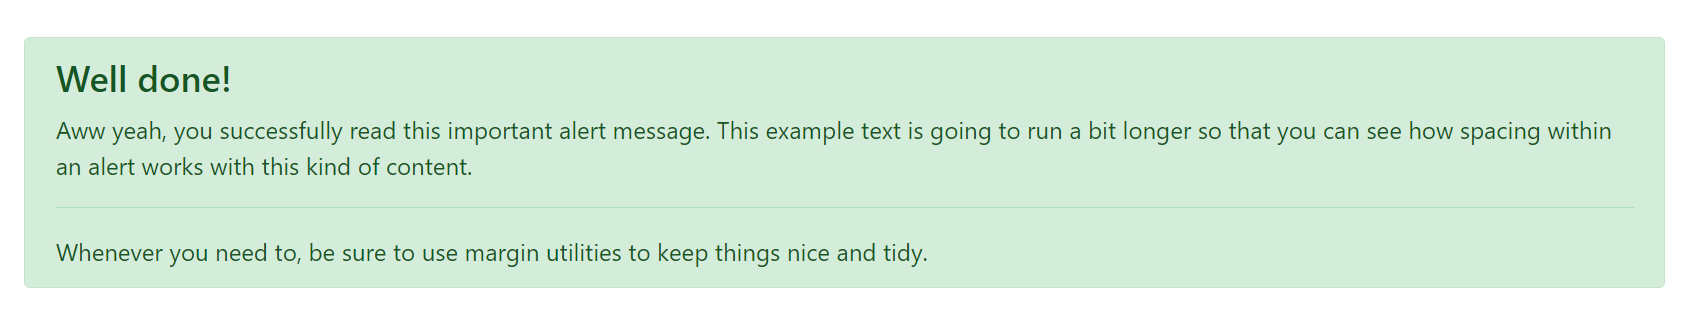 Well done!
Aww yeah, you successfully read this important alert message. This example text is going to run a bit longer so that you can see how spacing within
an alert works with this kind of content.
Whenever you need to, be sure to use margin utilities to keep things nice and tidy.